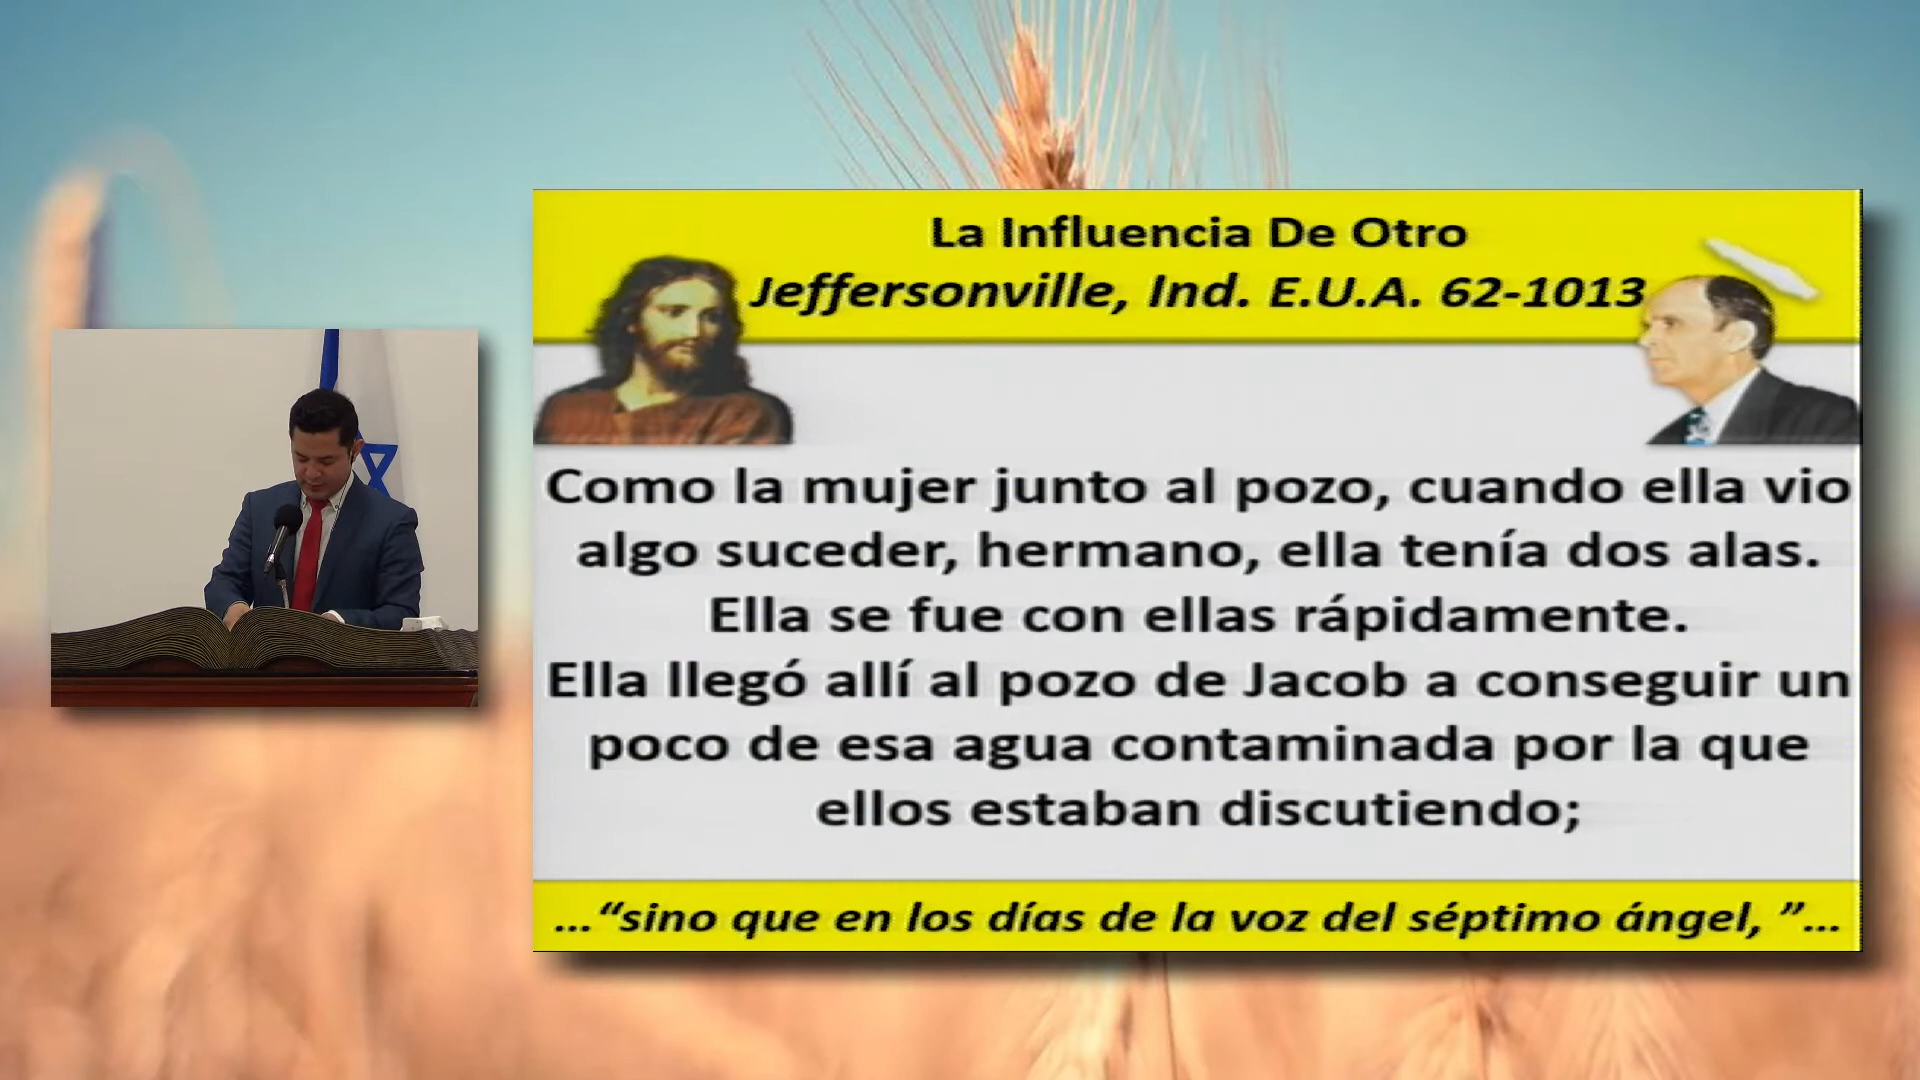 La Influencia De Otro
Jeffersonville, Ind. E.U.A. 62-1013
Como la mujer junto al pozo, cuando ella vio
algo suceder, hermano, ella tenía dos alas.
Ella se fue con ellas rápidamente.
Ella llegó allí al pozo de Jacob a conseguir un
poco de esa agua contaminada por la que
ellos estaban discutiendo;
...“sino que en los días de la voz del séptimo ángel, ”...